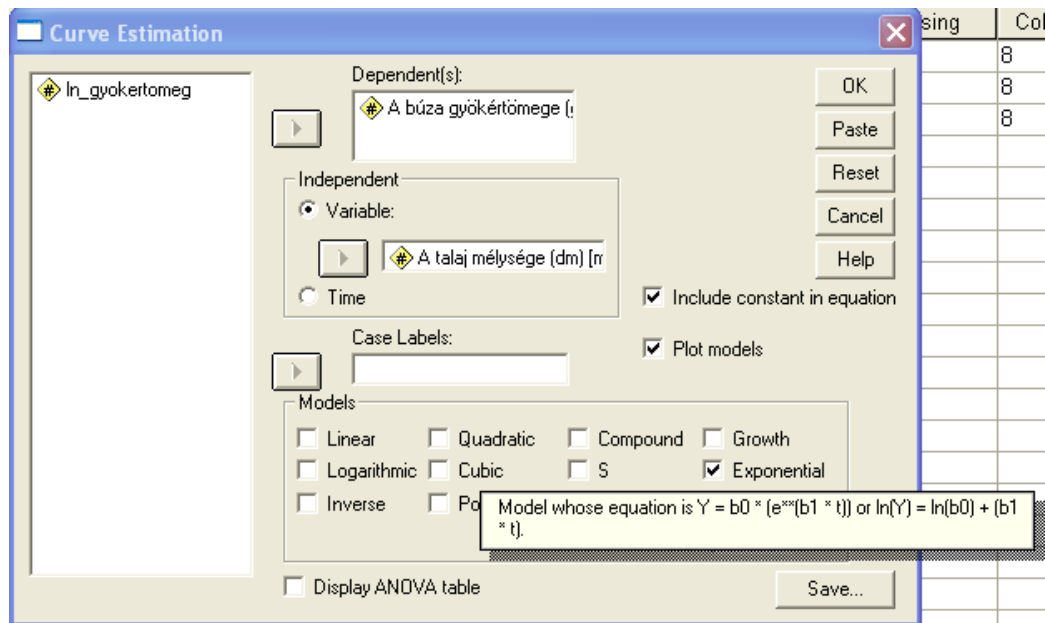 Curve Estimation
sing
Col
8
8
8
ln_gyokertomeg
Dependent(s):
A búza gyökértömege (
Independent
Variable:
A talaj mélysége (dm) [m
Time
Case Labels:
OK
Paste
Reset
Cancel
Help
Include constant in equation
Plot models
Models
Linear
Quadratic
Compound
Growth
Logarithmic
Cubic
S
Exponential
Inverse
Po
Model whose equation is Y = b0 * (e**(b1 * t)) or ln(Y) = ln(b0) + (b1
* t).
Display ANOVA table
Save...